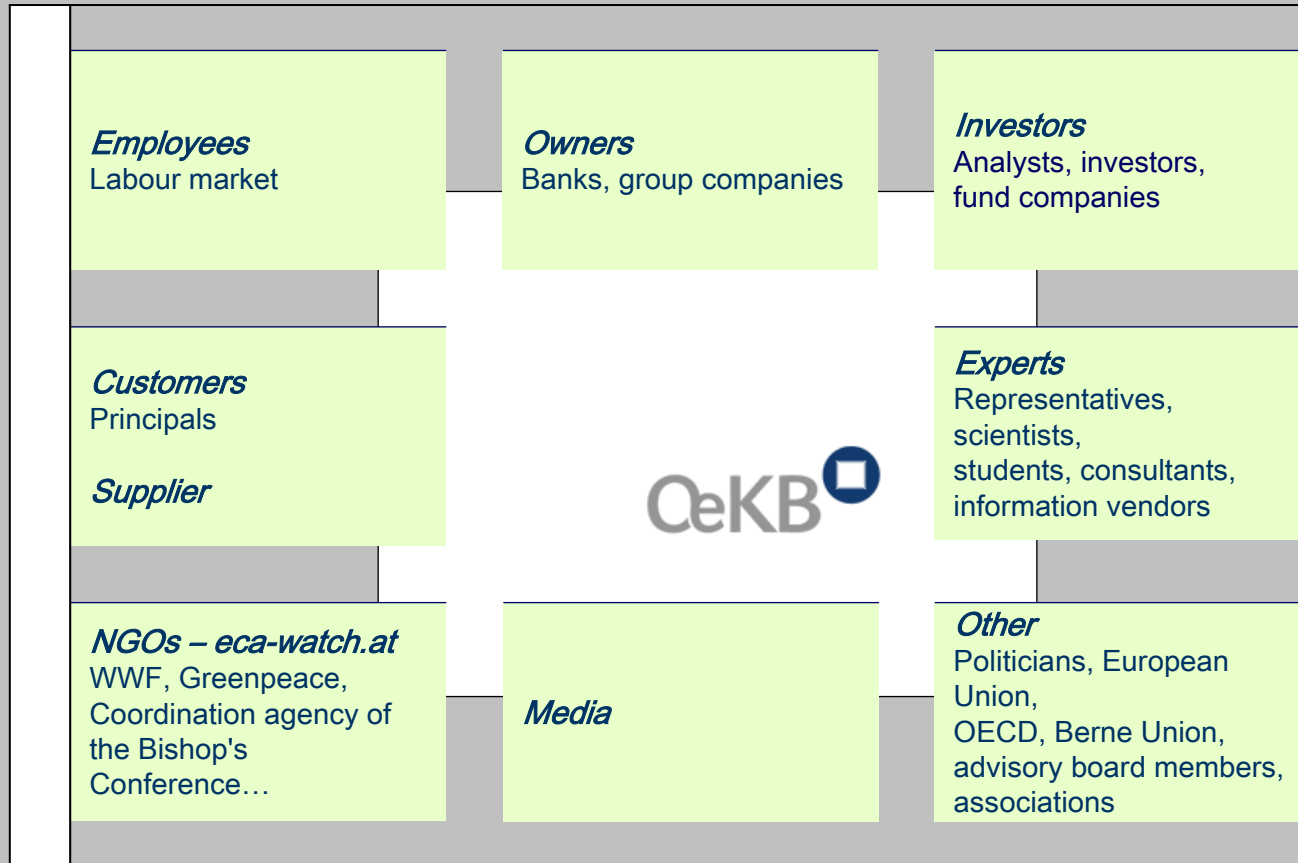 Employees
Labour market
Owners
Banks, group companies
Investors
Analysts, investors,
fund companies
Customers
Principals
Supplier
OeKB
Experts
Representatives,
scientists,
students, consultants,
information vendors
NGOs – eca-watch.at
WWF, Greenpeace,
Coordination agency of
the Bishop's
Conference…
Media
Other
Politicians, European
Union,
OECD, Berne Union,
advisory board members,
associations